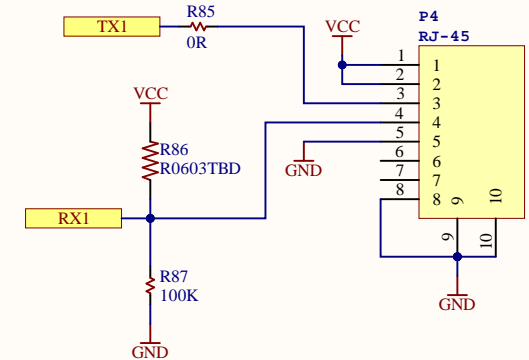 R85
TX1
0R
P4
RJ-45
VCC
1 1
2 2
3 3
4 4
5 5
6 6
7 7
8 8
9 10
9 10
GND
VCC
R86
R0603TBD
GND
RX1
R87
100K
GND